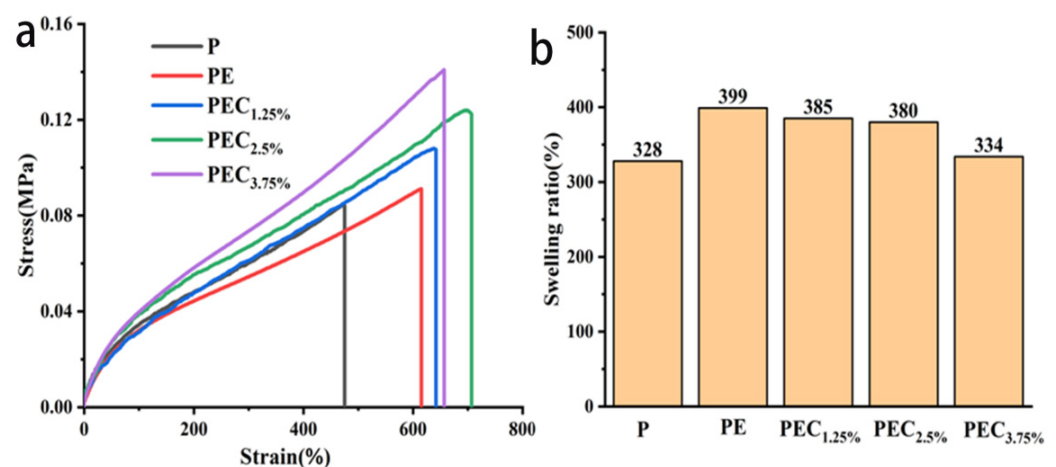 a
0.16
0.12
0.08
0.04
0.00
Stress(MPa)
P
PE
PEC1.25%
PEC2.5%
PEC3.75%
0
200
400
600
800
Strain(%)
b
500
400
300
200
100
0
Swelling ratio(%)
328
399
385
380
334
P
PE
PEC1.25%
PEC2.5%
PEC3.75%